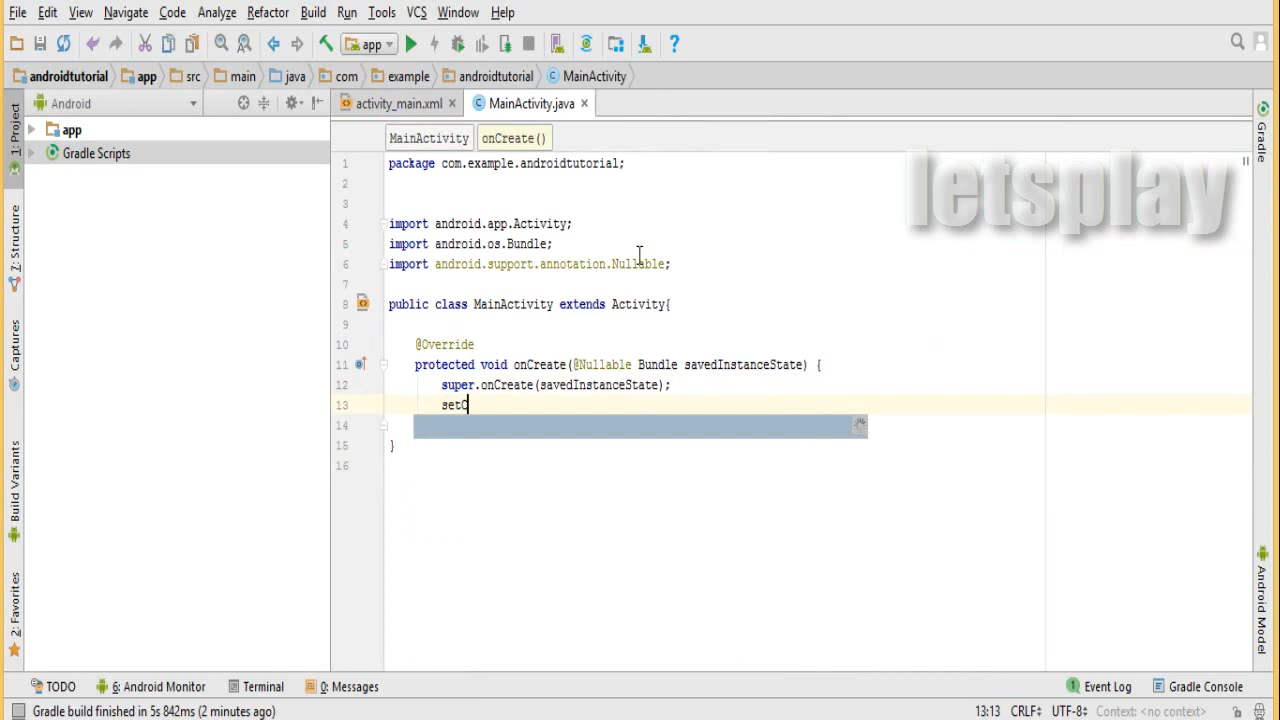 File Edit View Navigate Code Analyze Refactor Build Run Tools VCS Window Help
app
androidtutorial app src main java com example androidtutorial MainActivity
Android
activity_main.xml
MainActivity.java
1: Project
7: Structure
Captures
Build Variants
2: Favorites
app
Gradle Scripts
MainActivity onCreate()
1 package com.example.androidtutorial;
2
3
4 import android.app.Activity;
5 import android.os.Bundle;
6 import android.support.annotation.Nullable;
7
8 public class MainActivity extends Activity{
9
10 @Override
11 protected void onCreate(@Nullable Bundle savedInstanceState) {
12 super.onCreate(savedInstanceState);
13 setC
14
15 }
16
letsplay
Gradle
Android Model
TODO 6: Android Monitor Terminal 0: Messages Event Log Gradle Console
Gradle build finished in 5s 842ms (2 minutes ago) 13:13 CRLF UTF-8 Context: <no context>